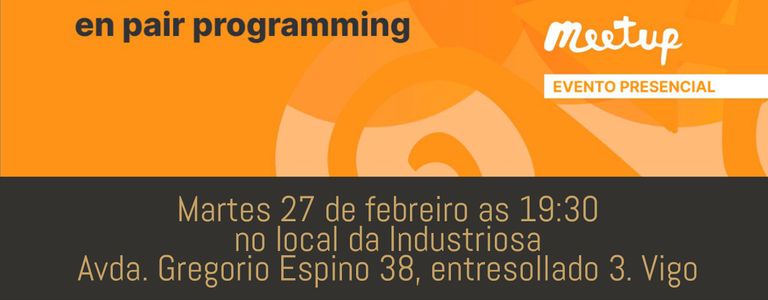 en pair programming
meetup
EVENTO PRESENCIAL
Martes 27 de febreiro as 19:30
no local da Industriosa
Avda. Gregorio Espino 38, entresollado 3. Vigo